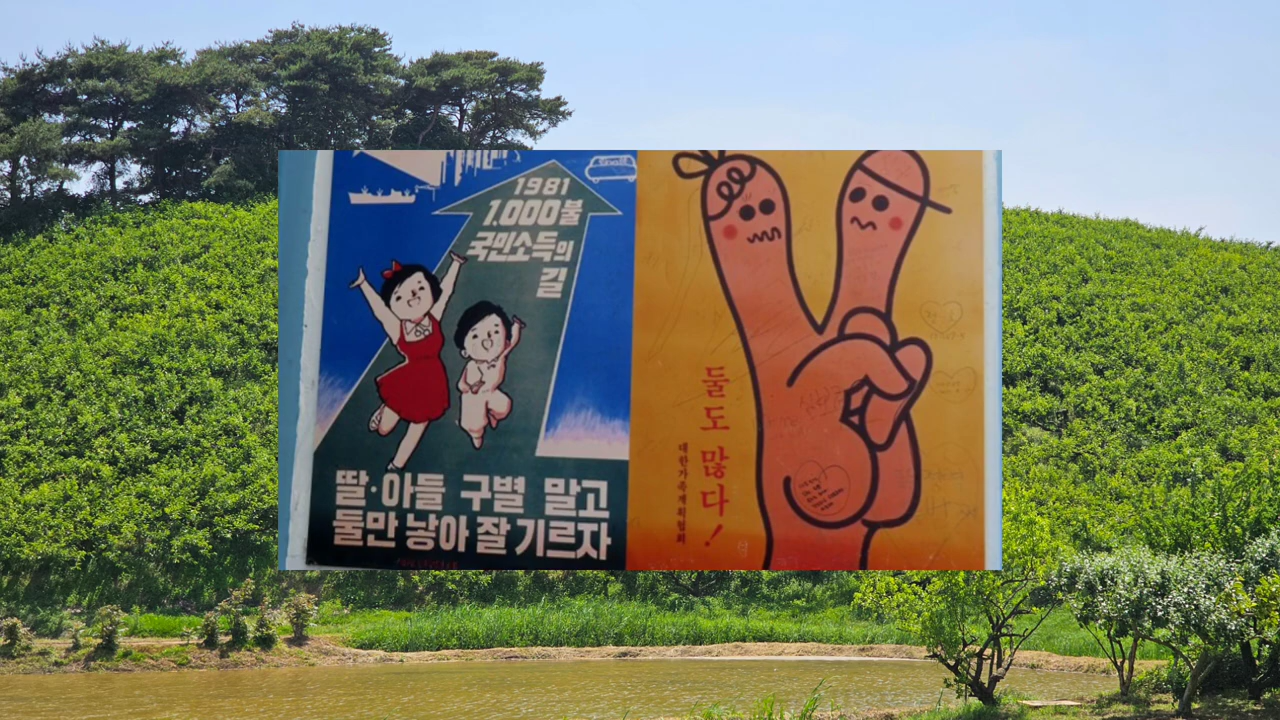 1981
1,000불
국민소득의
길
딸·아들 구별 말고
둘만 낳아 잘 기르자
둘도 많다!
대한가족계획협회